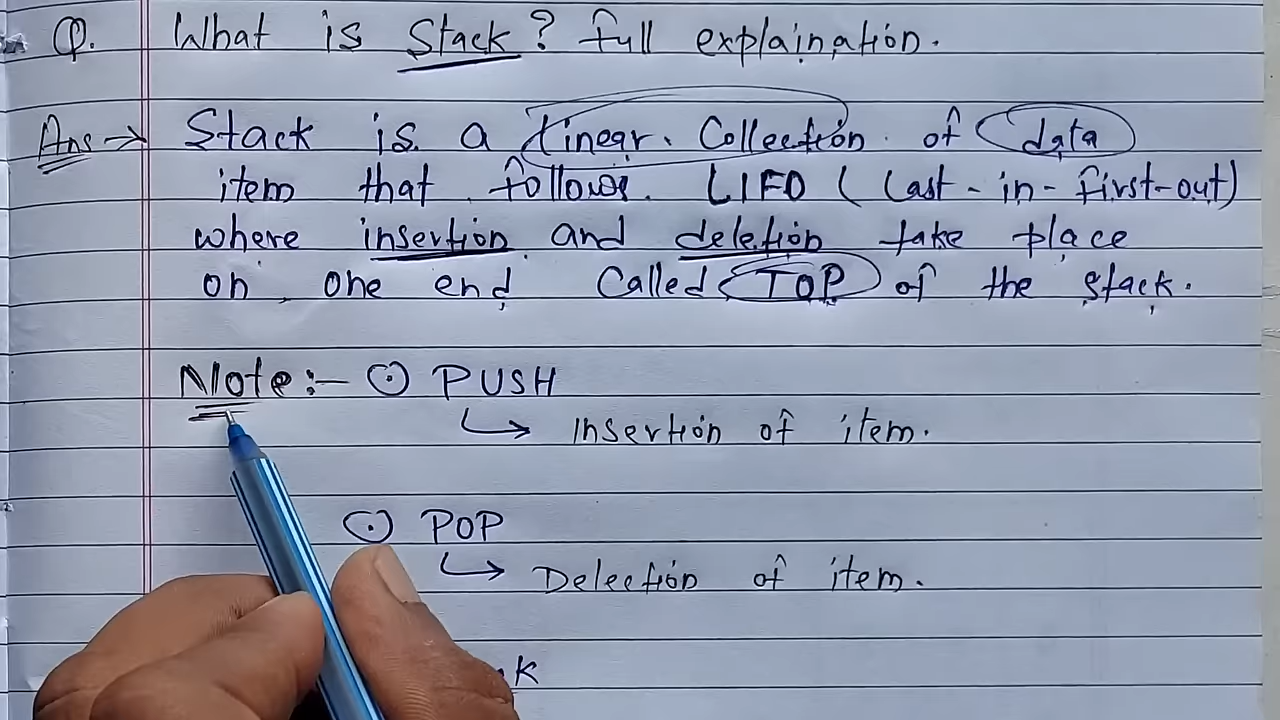 Q. What is Stack? full explaination.
Ans → Stack is a Linear Collection of data
item that follows LIFO (Last-in-first-out)
where insertion and deletion take place
on one end Called TOP of the stack.
Note:- ⊙ PUSH
↳ Insertion of item.
⊙ POP
↳ Delection of item.